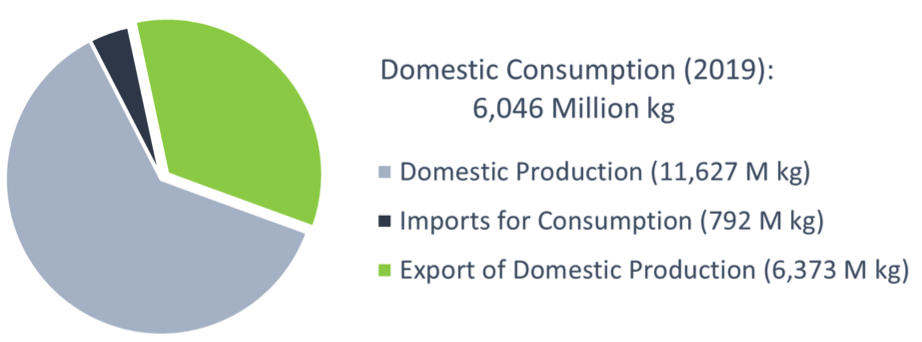 Domestic Consumption (2019):
6,046 Million kg
Domestic Production (11,627 M kg)
Imports for Consumption (792 M kg)
Export of Domestic Production (6,373 M kg)